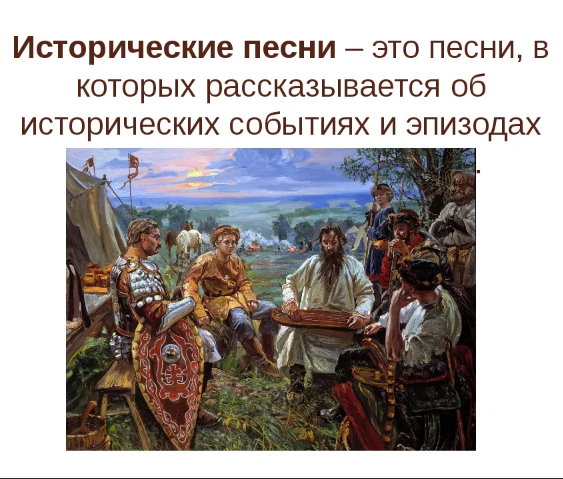 Исторические песни – это песни, в
которых рассказывается об
исторических событиях и эпизодах
.